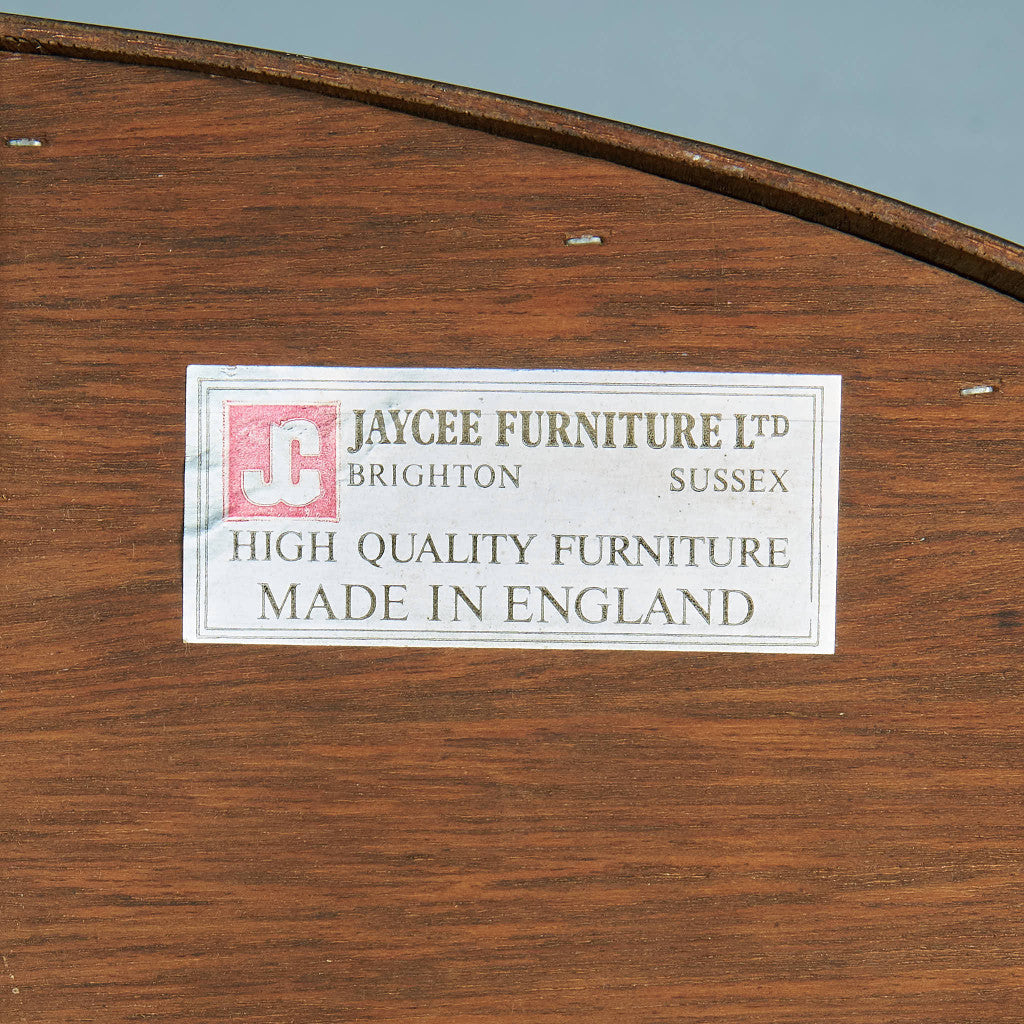 JC
JAYCEE FURNITURE LTD
BRIGHTON SUSSEX
HIGH QUALITY FURNITURE
MADE IN ENGLAND